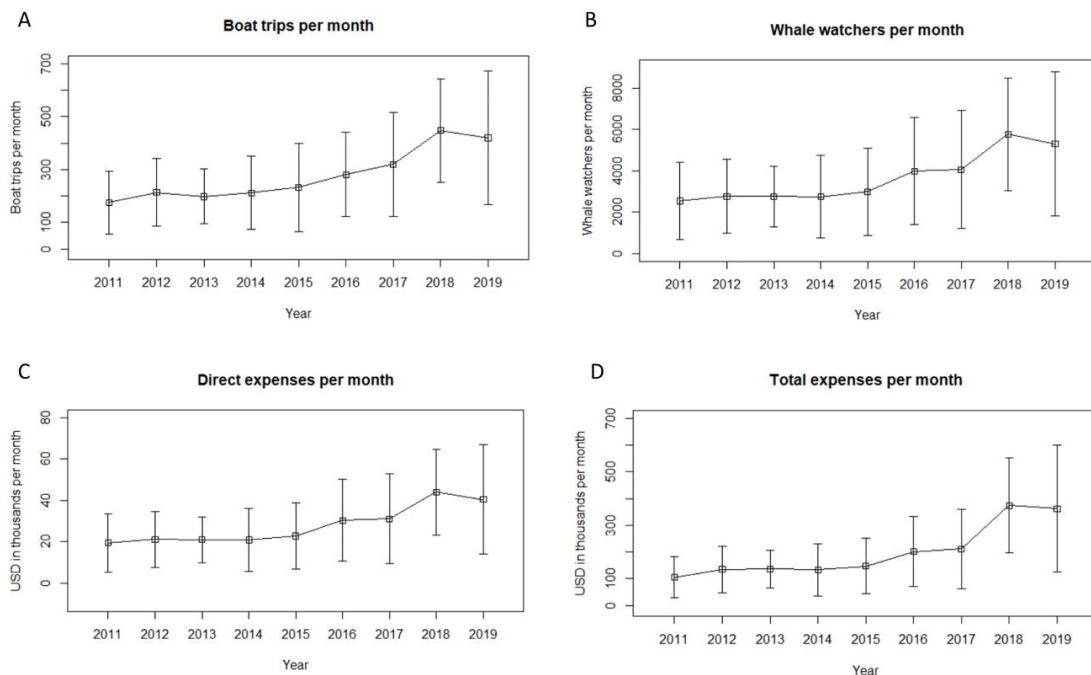 A
Boat trips per month
Boat trips per month
700
500
300
100
0
2011 2012 2013 2014 2015 2016 2017 2018 2019
Year
B
Whale watchers per month
Whale watchers per month
8000
6000
4000
2000
0
2011 2012 2013 2014 2015 2016 2017 2018 2019
Year
C
Direct expenses per month
USD in thousands per month
80
60
40
20
0
2011 2012 2013 2014 2015 2016 2017 2018 2019
Year
D
Total expenses per month
USD in thousands per month
700
500
300
100
0
2011 2012 2013 2014 2015 2016 2017 2018 2019
Year